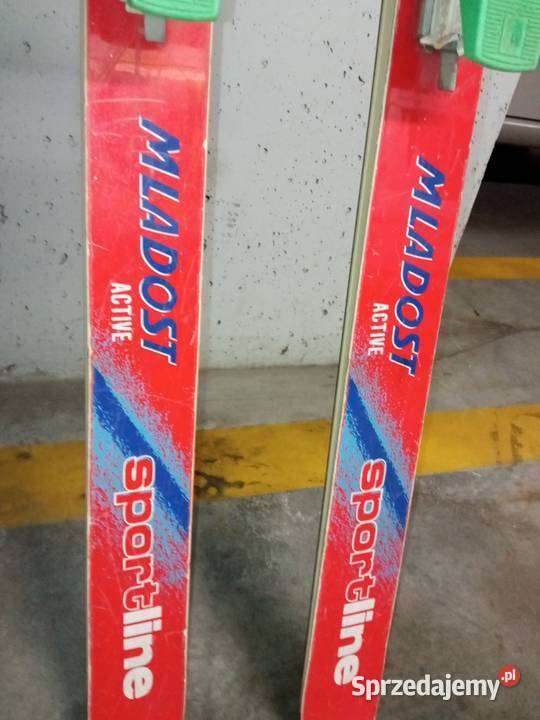 MLADOST
ACTIVE
sportline
MLADOST
ACTIVE
sportline
Sprzedajemy.pl